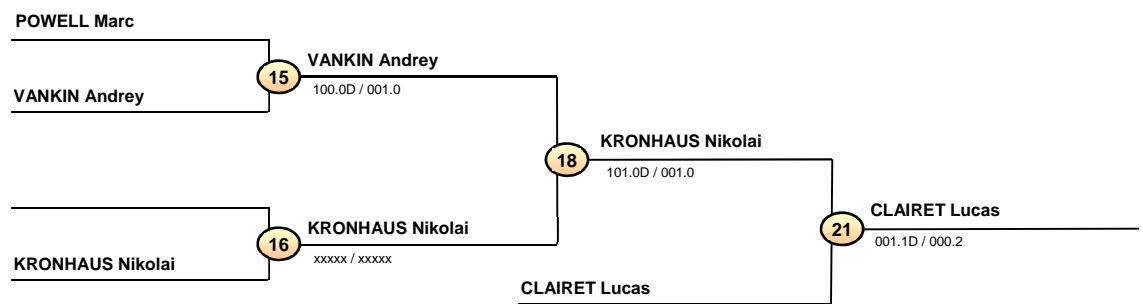 POWELL Marc
15
VANKIN Andrey
100.0D / 001.0
VANKIN Andrey
18
KRONHAUS Nikolai
101.0D / 001.0
16
KRONHAUS Nikolai
xxxxx / xxxxx
KRONHAUS Nikolai
21
CLAIRET Lucas
001.1D / 000.2
CLAIRET Lucas